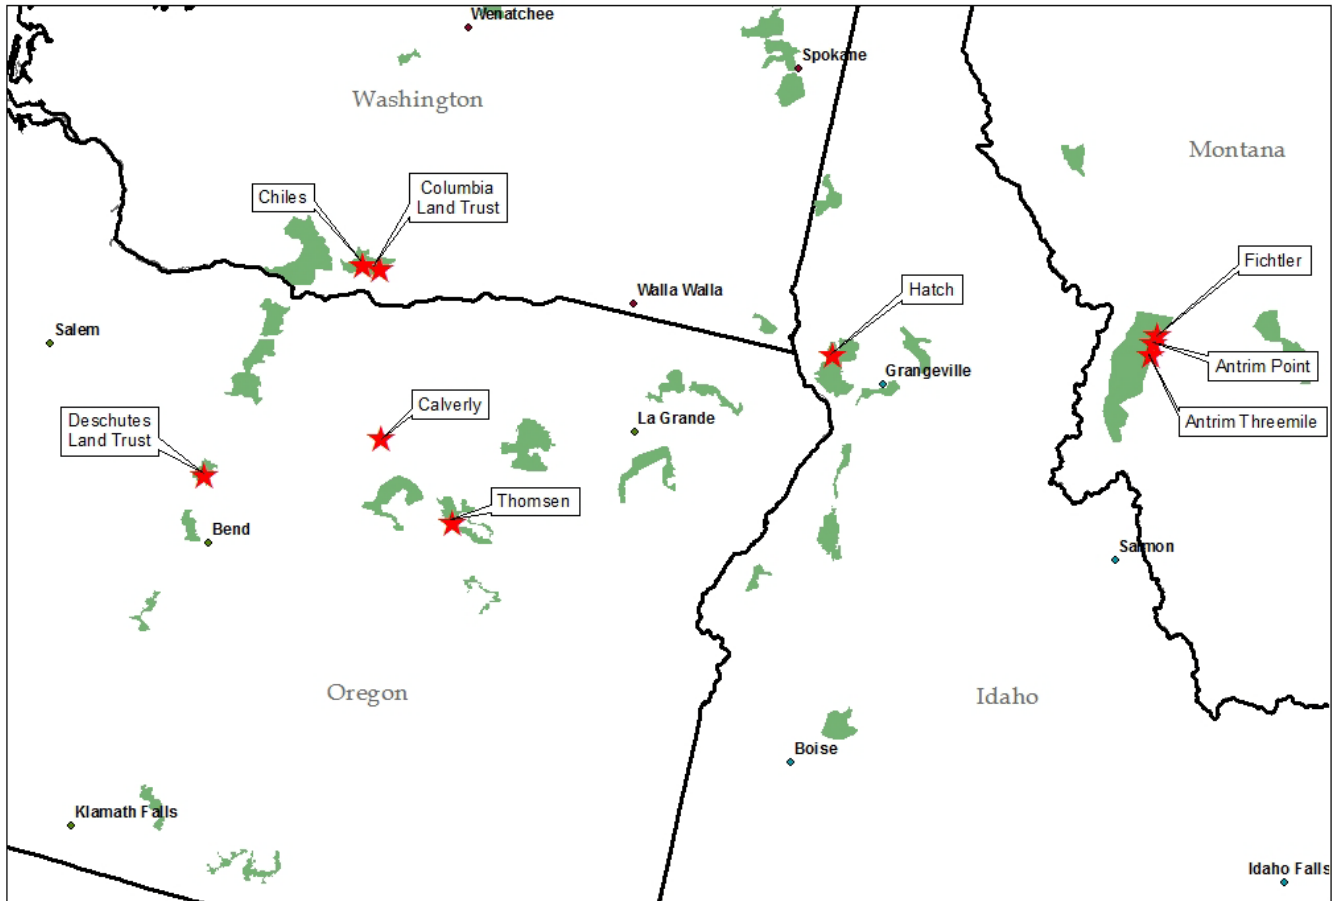 Wenatchee
Spokane
Washington
Montana
Chiles
Columbia
Land Trust
Fichtler
Hatch
Walla Walla
Salem
Antrim Point
Grangeville
Calverly
La Grande
Antrim Threemile
Deschutes
Land Trust
Thomsen
Bend
Salmon
Oregon
Idaho
Boise
Klamath Falls
Idaho Falls